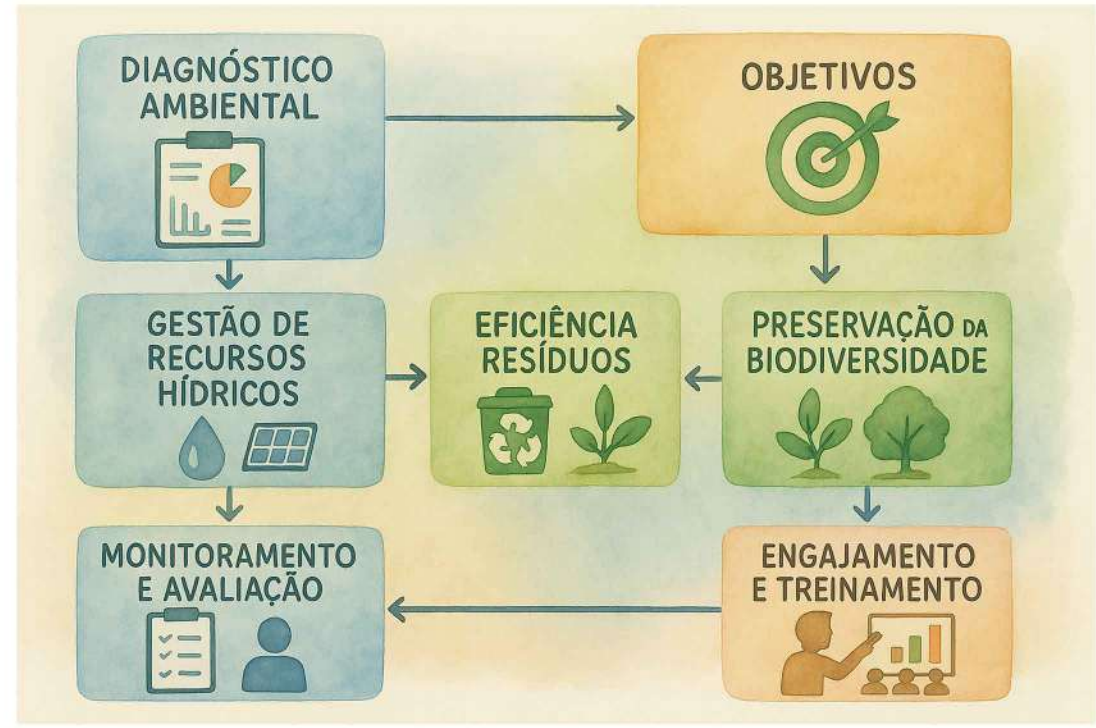 DIAGNÓSTICO
AMBIENTAL
OBJETIVOS
GESTÃO DE
RECURSOS
HÍDRICOS
EFICIÊNCIA
RESÍDUOS
PRESERVAÇÃO DA
BIODIVERSIDADE
MONITORAMENTO
E AVALIAÇÃO
ENGAJAMENTO
E TREINAMENTO